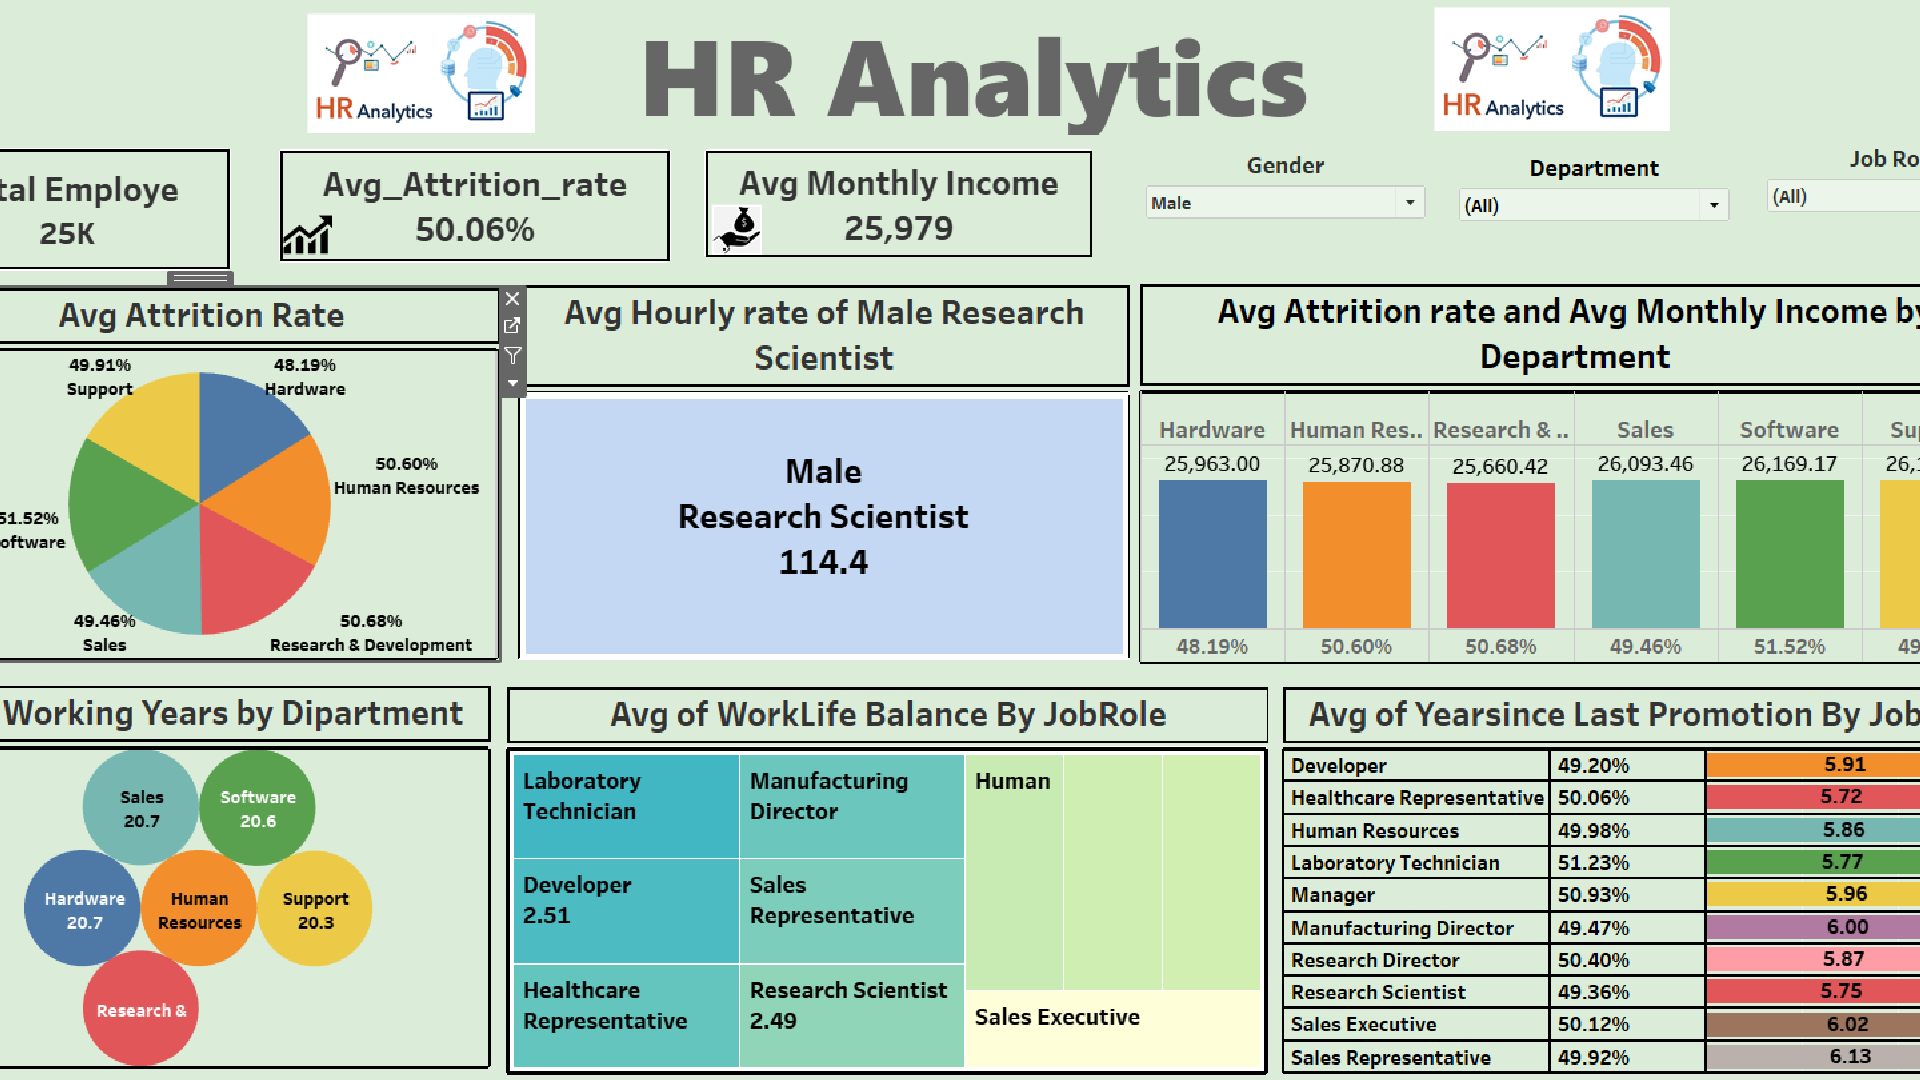 HR Analytics
HR Analytics
HR Analytics
tal Employe
25K
Avg_Attrition_rate
50.06%
Avg Monthly Income
25,979
Gender
Male
Department
(All)
Job Ro
(All)
Avg Attrition Rate
49.91%
Support
48.19%
Hardware
50.60%
Human Resources
51.52%
oftware
49.46%
Sales
50.68%
Research & Development
Avg Hourly rate of Male Research
Scientist
Male
Research Scientist
114.4
Avg Attrition rate and Avg Monthly Income by
Department
Hardware Human Res.. Research & .. Sales Software Su
25,963.00 25,870.88 25,660.42 26,093.46 26,169.17 26,
48.19% 50.60% 50.68% 49.46% 51.52% 49
Working Years by Dipartment
Sales
20.7
Software
20.6
Hardware
20.7
Human
Resources
Support
20.3
Research &
Avg of WorkLife Balance By JobRole
Laboratory
Technician
Manufacturing
Director
Human
Developer
2.51
Sales
Representative
Healthcare
Representative
Research Scientist
2.49
Sales Executive
Avg of Yearsince Last Promotion By Job
Developer 49.20% 5.91
Healthcare Representative 50.06% 5.72
Human Resources 49.98% 5.86
Laboratory Technician 51.23% 5.77
Manager 50.93% 5.96
Manufacturing Director 49.47% 6.00
Research Director 50.40% 5.87
Research Scientist 49.36% 5.75
Sales Executive 50.12% 6.02
Sales Representative 49.92% 6.13